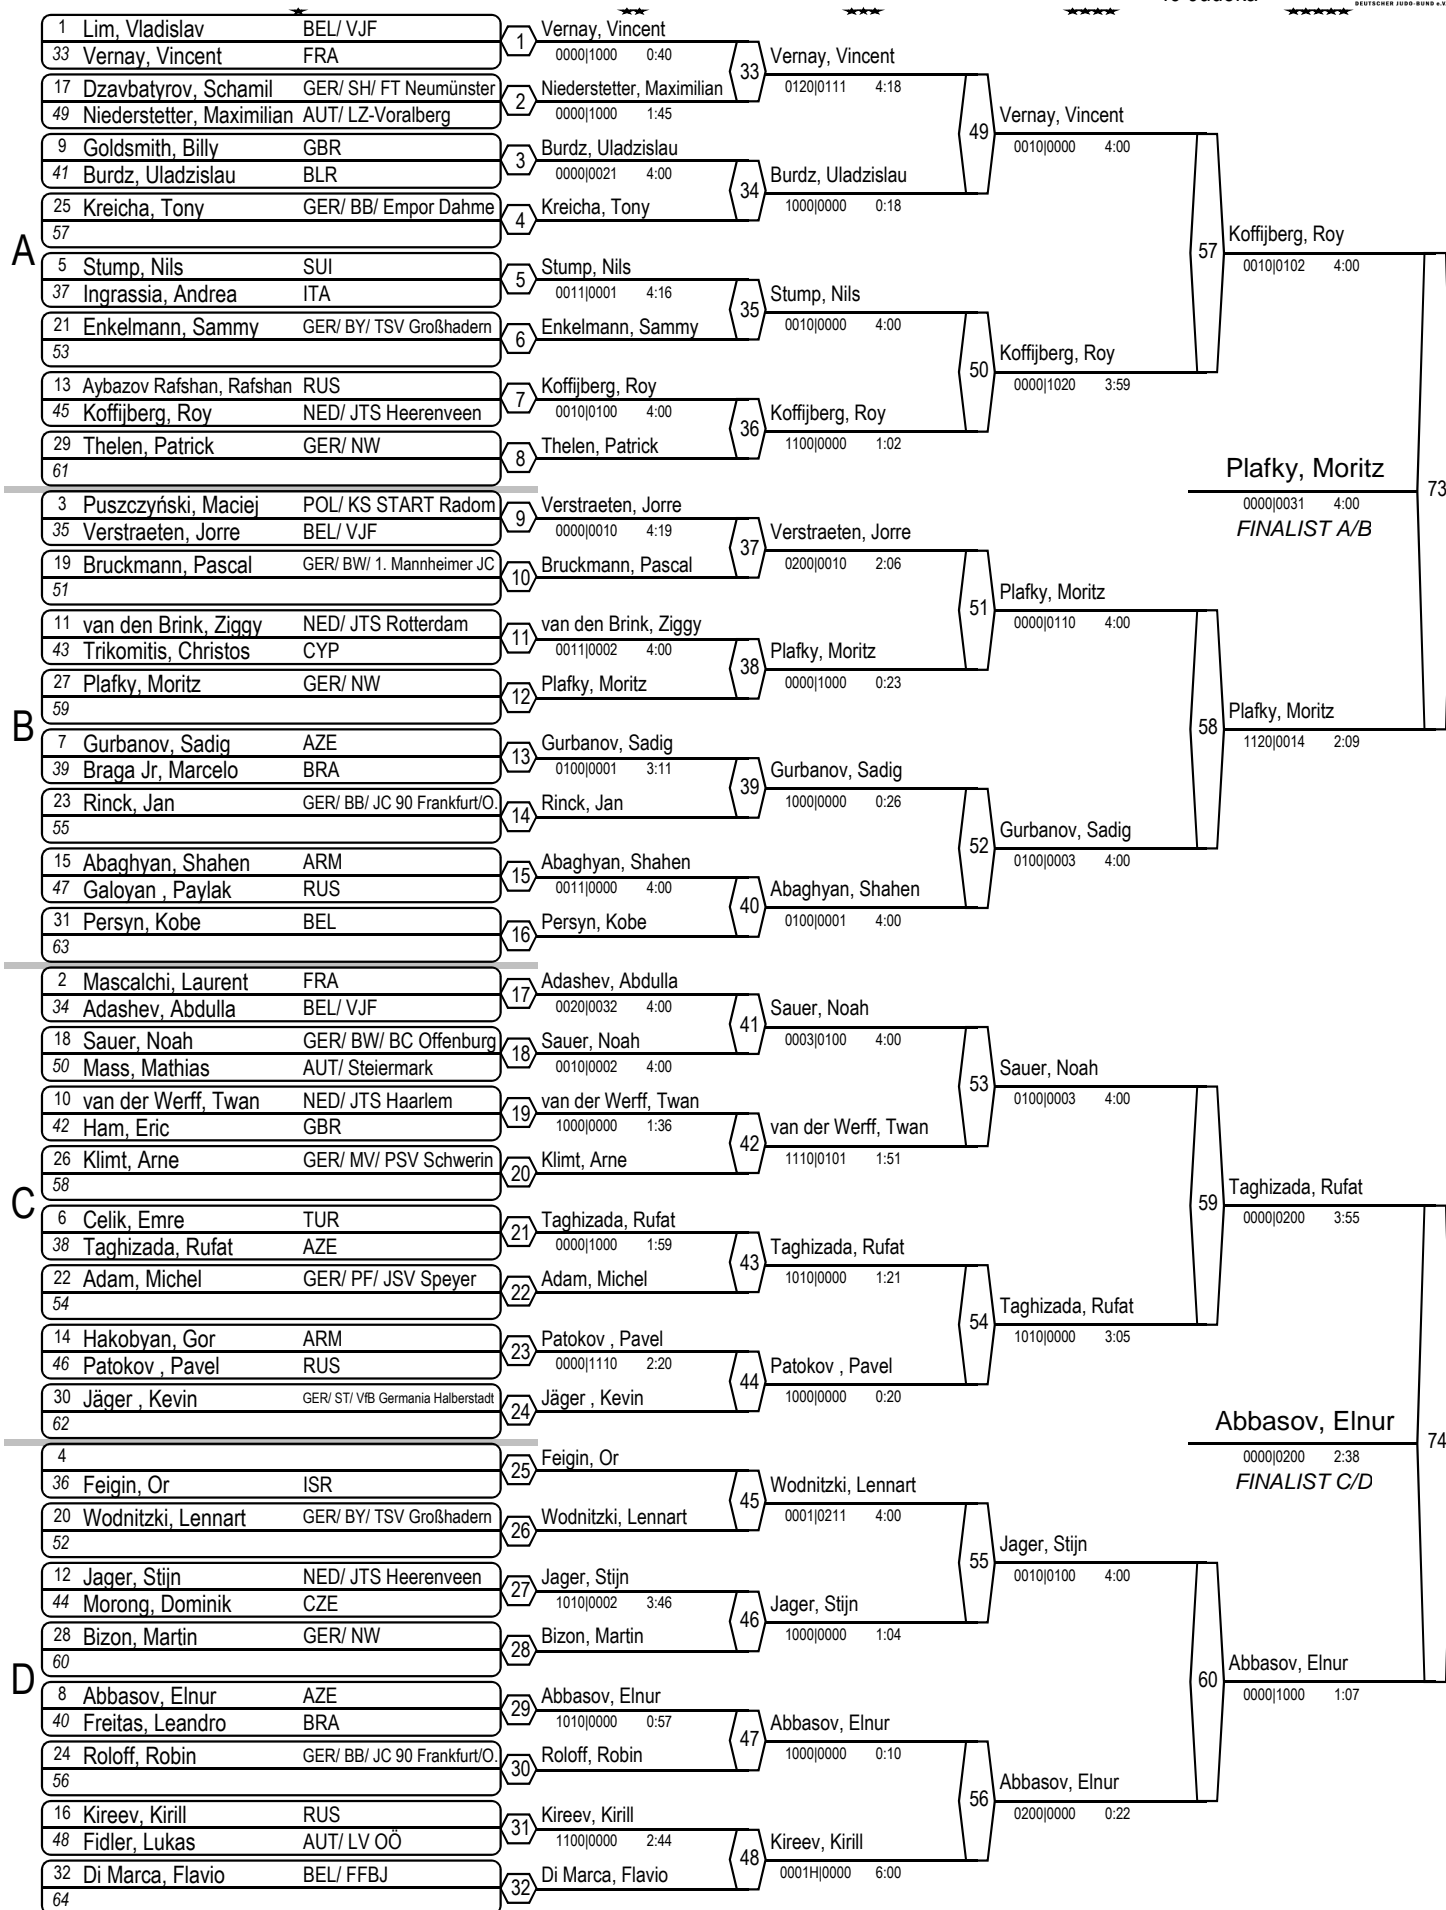 DEUTSCHER JUDO-BUND e.V.
A
1 Lim, Vladislav BEL/ VJF
33 Vernay, Vincent FRA
17 Dzavbatyrov, Schamil GER/ SH/ FT Neumünster
49 Niederstetter, Maximilian AUT/ LZ-Voralberg
9 Goldsmith, Billy GBR
41 Burdz, Uladzislau BLR
25 Kreicha, Tony GER/ BB/ Empor Dahme
57
5 Stump, Nils SUI
37 Ingrassia, Andrea ITA
21 Enkelmann, Sammy GER/ BY/ TSV Großhadern
53
13 Aybazov Rafshan, Rafshan RUS
45 Koffijberg, Roy NED/ JTS Heerenveen
29 Thelen, Patrick GER/ NW
61
B
3 Puszczyński, Maciej POL/ KS START Radom
35 Verstraeten, Jorre BEL/ VJF
19 Bruckmann, Pascal GER/ BW/ 1. Mannheimer JC
51
11 van den Brink, Ziggy NED/ JTS Rotterdam
43 Trikomitis, Christos CYP
27 Plafky, Moritz GER/ NW
59
7 Gurbanov, Sadig AZE
39 Braga Jr, Marcelo BRA
23 Rinck, Jan GER/ BB/ JC 90 Frankfurt/O.
55
15 Abaghyan, Shahen ARM
47 Galoyan , Paylak RUS
31 Persyn, Kobe BEL
63
C
2 Mascalchi, Laurent FRA
34 Adashev, Abdulla BEL/ VJF
18 Sauer, Noah GER/ BW/ BC Offenburg
50 Mass, Mathias AUT/ Steiermark
10 van der Werff, Twan NED/ JTS Haarlem
42 Ham, Eric GBR
26 Klimt, Arne GER/ MV/ PSV Schwerin
58
6 Celik, Emre TUR
38 Taghizada, Rufat AZE
22 Adam, Michel GER/ PF/ JSV Speyer
54
14 Hakobyan, Gor ARM
46 Patokov , Pavel RUS
30 Jäger , Kevin GER/ ST/ VfB Germania Halberstadt
62
D
4
36 Feigin, Or ISR
20 Wodnitzki, Lennart GER/ BY/ TSV Großhadern
52
12 Jager, Stijn NED/ JTS Heerenveen
44 Morong, Dominik CZE
28 Bizon, Martin GER/ NW
60
8 Abbasov, Elnur AZE
40 Freitas, Leandro BRA
24 Roloff, Robin GER/ BB/ JC 90 Frankfurt/O.
56
16 Kireev, Kirill RUS
48 Fidler, Lukas AUT/ LV OÖ
32 Di Marca, Flavio BEL/ FFBJ
64
1 Vernay, Vincent
0000|1000 0:40
2 Niederstetter, Maximilian
0000|1000 1:45
3 Burdz, Uladzislau
0000|0021 4:00
4 Kreicha, Tony
5 Stump, Nils
0011|0001 4:16
6 Enkelmann, Sammy
7 Koffijberg, Roy
0010|0100 4:00
8 Thelen, Patrick
9 Verstraeten, Jorre
0000|0010 4:19
10 Bruckmann, Pascal
11 van den Brink, Ziggy
0011|0002 4:00
12 Plafky, Moritz
13 Gurbanov, Sadig
0100|0001 3:11
14 Rinck, Jan
15 Abaghyan, Shahen
0011|0000 4:00
16 Persyn, Kobe
17 Adashev, Abdulla
0020|0032 4:00
18 Sauer, Noah
0010|0002 4:00
19 van der Werff, Twan
1000|0000 1:36
20 Klimt, Arne
21 Taghizada, Rufat
0000|1000 1:59
22 Adam, Michel
23 Patokov , Pavel
0000|1110 2:20
24 Jäger , Kevin
25 Feigin, Or
26 Wodnitzki, Lennart
27 Jager, Stijn
1010|0002 3:46
28 Bizon, Martin
29 Abbasov, Elnur
1010|0000 0:57
30 Roloff, Robin
31 Kireev, Kirill
1100|0000 2:44
32 Di Marca, Flavio
33 Vernay, Vincent
0120|0111 4:18
34 Burdz, Uladzislau
1000|0000 0:18
35 Stump, Nils
0010|0000 4:00
36 Koffijberg, Roy
1100|0000 1:02
37 Verstraeten, Jorre
0200|0010 2:06
38 Plafky, Moritz
0000|1000 0:23
39 Gurbanov, Sadig
1000|0000 0:26
40 Abaghyan, Shahen
0100|0001 4:00
41 Sauer, Noah
0003|0100 4:00
42 van der Werff, Twan
1110|0101 1:51
43 Taghizada, Rufat
1010|0000 1:21
44 Patokov , Pavel
1000|0000 0:20
45 Wodnitzki, Lennart
0001|0211 4:00
46 Jager, Stijn
1000|0000 1:04
47 Abbasov, Elnur
1000|0000 0:10
48 Kireev, Kirill
0001H|0000 6:00
49 Vernay, Vincent
0010|0000 4:00
50 Koffijberg, Roy
0000|1020 3:59
51 Plafky, Moritz
0000|0110 4:00
52 Gurbanov, Sadig
0100|0003 4:00
53 Sauer, Noah
0100|0003 4:00
54 Taghizada, Rufat
1010|0000 3:05
55 Jager, Stijn
0010|0100 4:00
56 Abbasov, Elnur
0200|0000 0:22
57 Koffijberg, Roy
0010|0102 4:00
58 Plafky, Moritz
1120|0014 2:09
59 Taghizada, Rufat
0000|0200 3:55
60 Abbasov, Elnur
0000|1000 1:07
73 Plafky, Moritz
0000|0031 4:00
FINALIST A/B
74 Abbasov, Elnur
0000|0200 2:38
FINALIST C/D